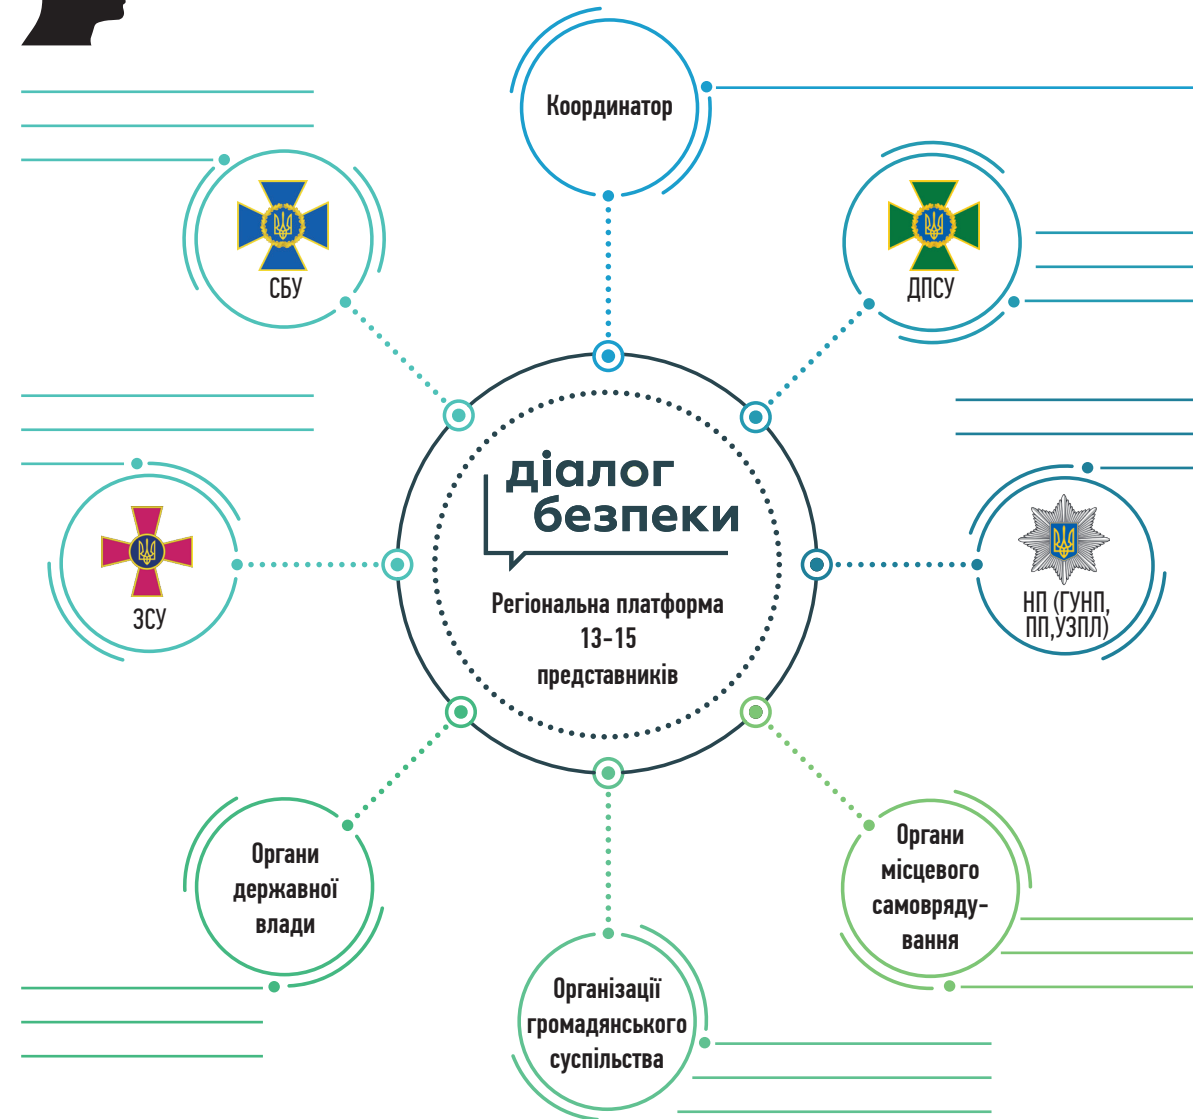 Координатор
СБУ
ДПСУ
діалог
безпеки
Регіональна платформа
13-15
представників
ЗСУ
НП (ГУНП,
ПП,УЗПЛ)
Органи
державної
влади
Органи
місцевого
самовряду-
вання
Організації
громадянського
суспільства